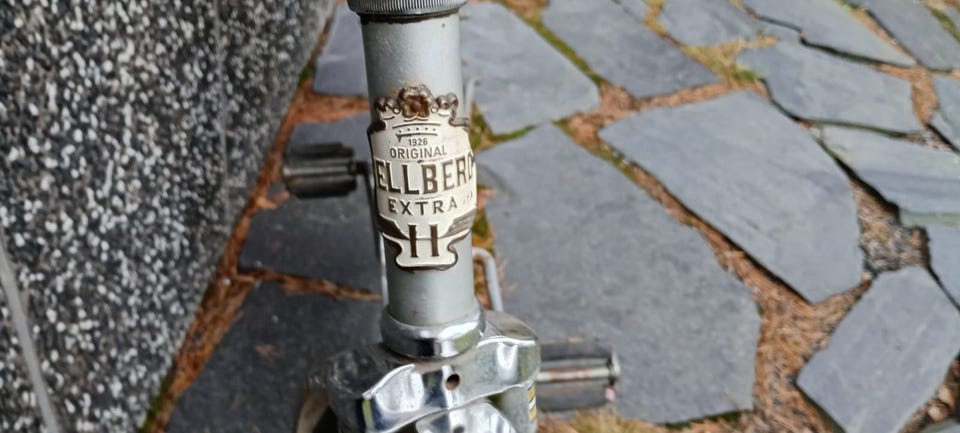 1926
ORIGINAL
ELLBERG
EXTRA
H